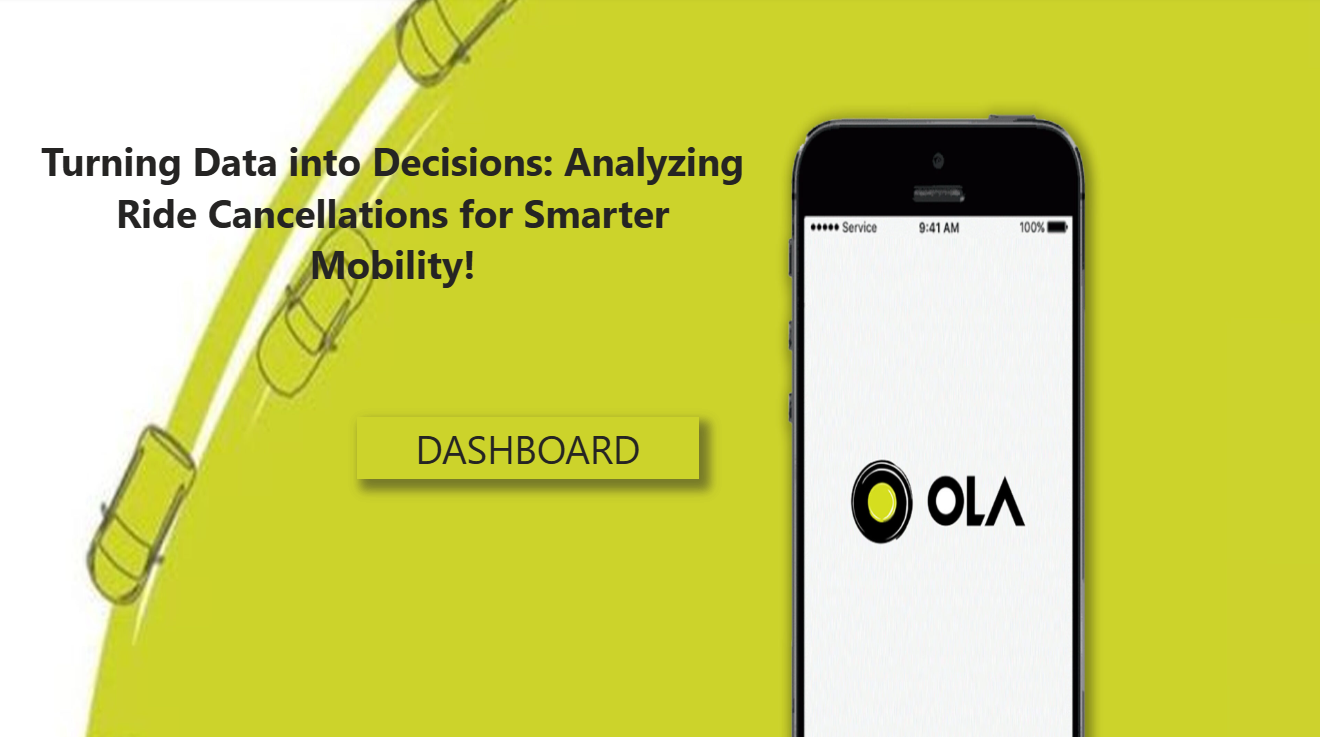 Turning Data into Decisions: Analyzing
Ride Cancellations for Smarter
Mobility!
DASHBOARD
Service 9:41 AM 100%
OLA